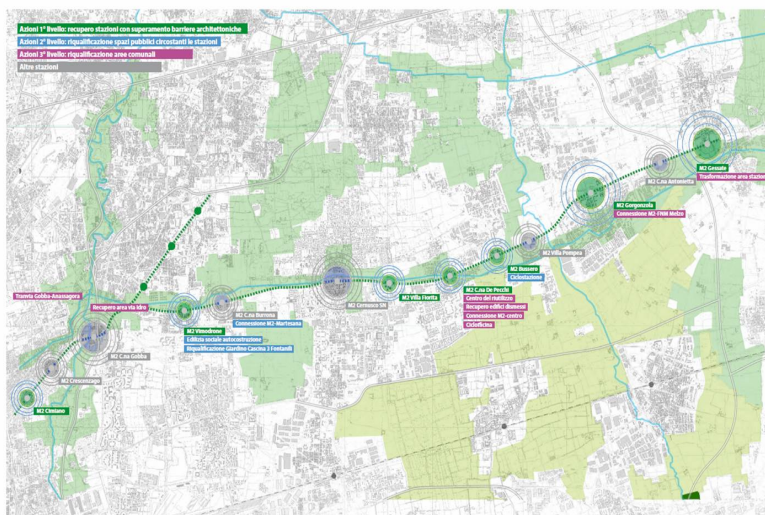 Azioni 1° livello: recupero stazioni con superamento barriere architettoniche
Azioni 2° livello: riqualificazione spazi pubblici circostanti le stazioni
Azioni 3° livello: riqualificazione aree comunali
Altre stazioni
M2 Gessate
Trasformazione area stazion
M2 C.na Antonietta
M2 Gorgonzola
Connessione M2-FNM Melzo
M2 Villa Pompea
M2 Bussero
Ciclostazione
M2 C.na De Pecchi
Centro del riutilizzo
Recupero edifici dismessi
Connessione M2-centro
Ciclofficina
M2 Villa Fiorita
M2 Cernusco SN
M2 C.na Burrona
Connessione M2-Martesana
Tranvia Gobba-Anassagora
Recupero area via Idro
M2 Vimodrone
Edilizia sociale autocostruzione
Riqualificazione Giardino Cascina 3 Fontanili
M2 C.na Gobba
M2 Crescenzago
M2 Cimiano